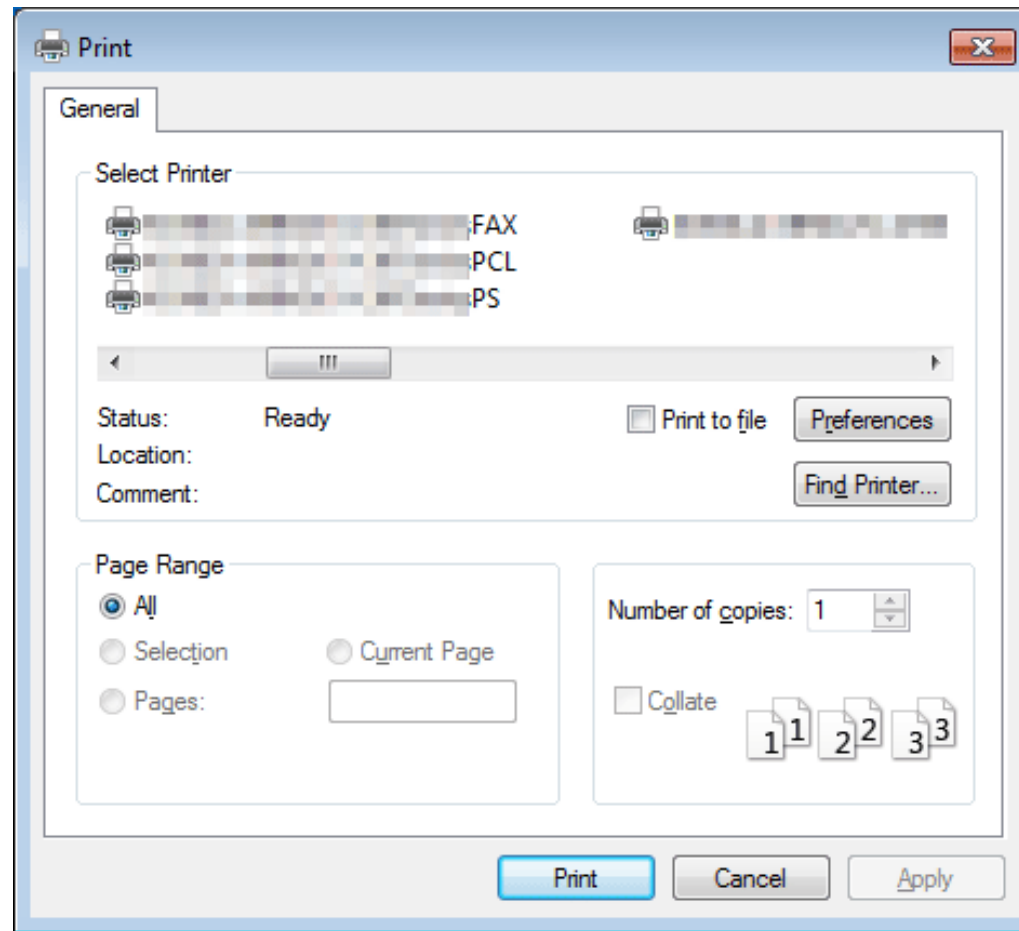 Print
General
Select Printer
FAX
PCL
PS
Status: Ready
Print to file
Preferences
Location:
Comment:
Find Printer...
Page Range
All
Selection
Current Page
Pages:
Number of copies: 1
Collate
1 1 2 2 3 3
Print
Cancel
Apply